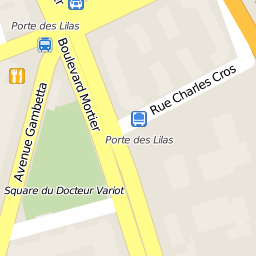 Porte des Lilas
Boulevard Mortier
Avenue Gambetta
Rue Charles Cros
Porte des Lilas
Square du Docteur Variot